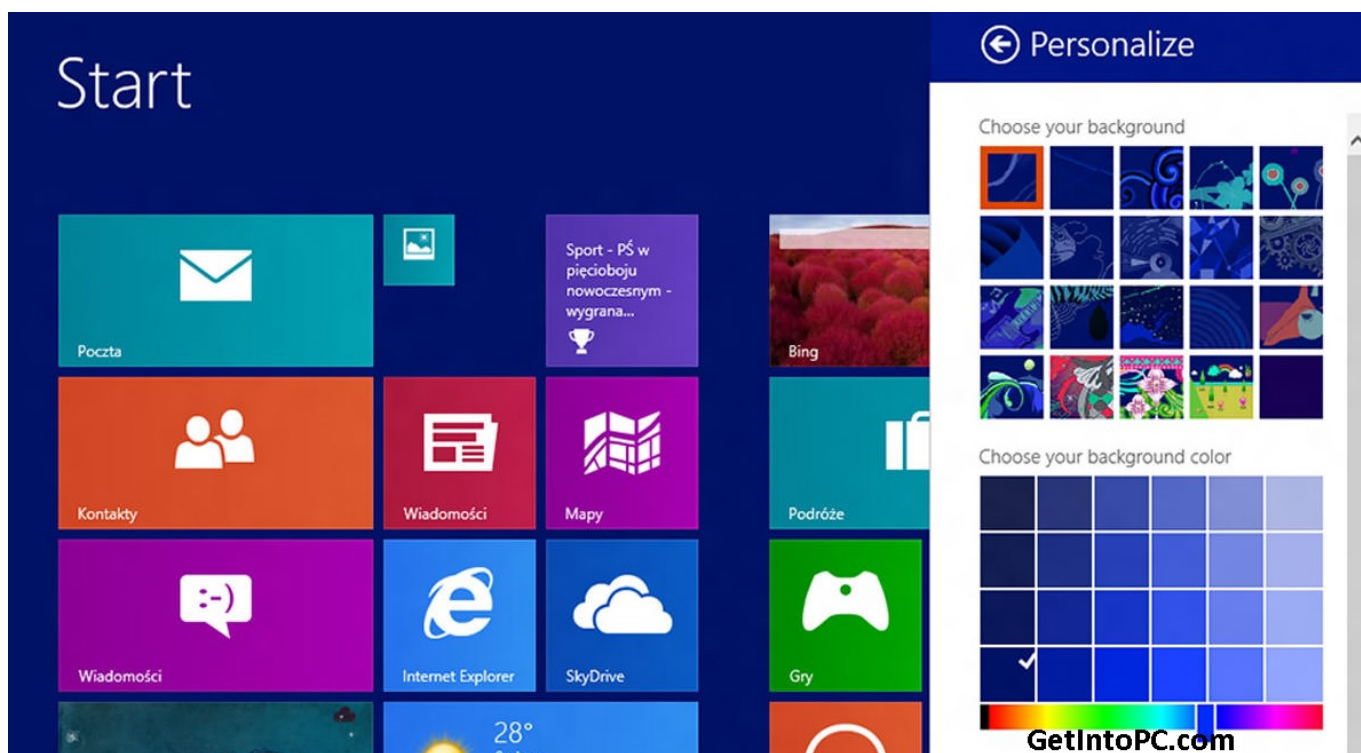 Start
Personalize
Choose your background
Poczta
Sport - PŚ w
pięcioboju
nowoczesnym -
wygrana...
Bing
Kontakty
Wiadomości
Mapy
Podróże
Choose your background color
:-)
Wiadomości
Internet Explorer
SkyDrive
Gry
28°
GetIntoPC.com